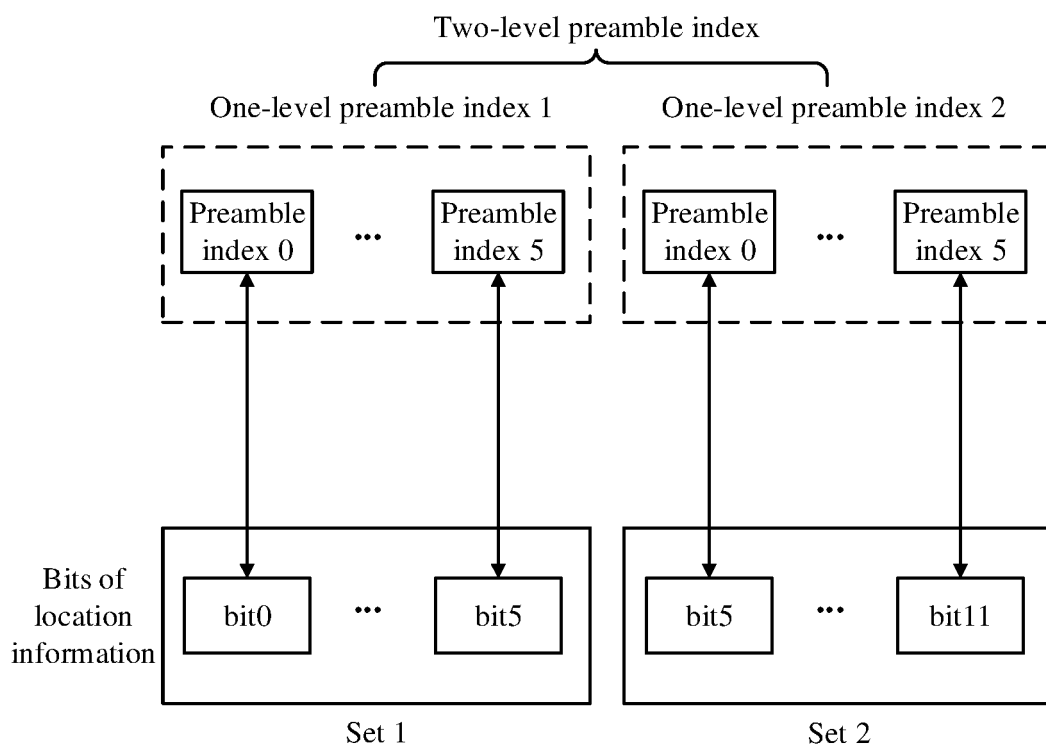 Two-level preamble index
One-level preamble index 1
One-level preamble index 2
Preamble
index 0
...
Preamble
index 5
Preamble
index 0
...
Preamble
index 5
Bits of
location
information
bit0
...
bit5
bit5
...
bit11
Set 1
Set 2